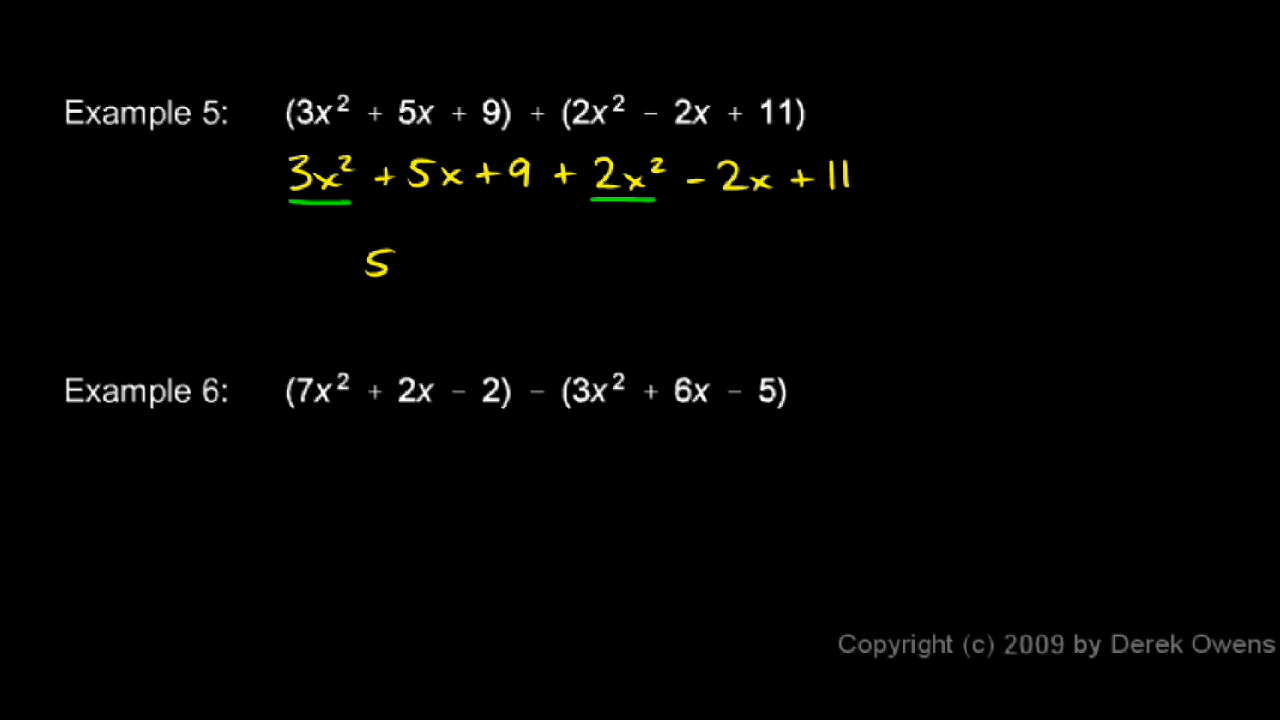 Example 5: (3x² + 5x + 9) + (2x² − 2x + 11)
3x² + 5x + 9 + 2x² - 2x + 11
5
Example 6: (7x² + 2x − 2) − (3x² + 6x − 5)
Copyright (c) 2009 by Derek Owens